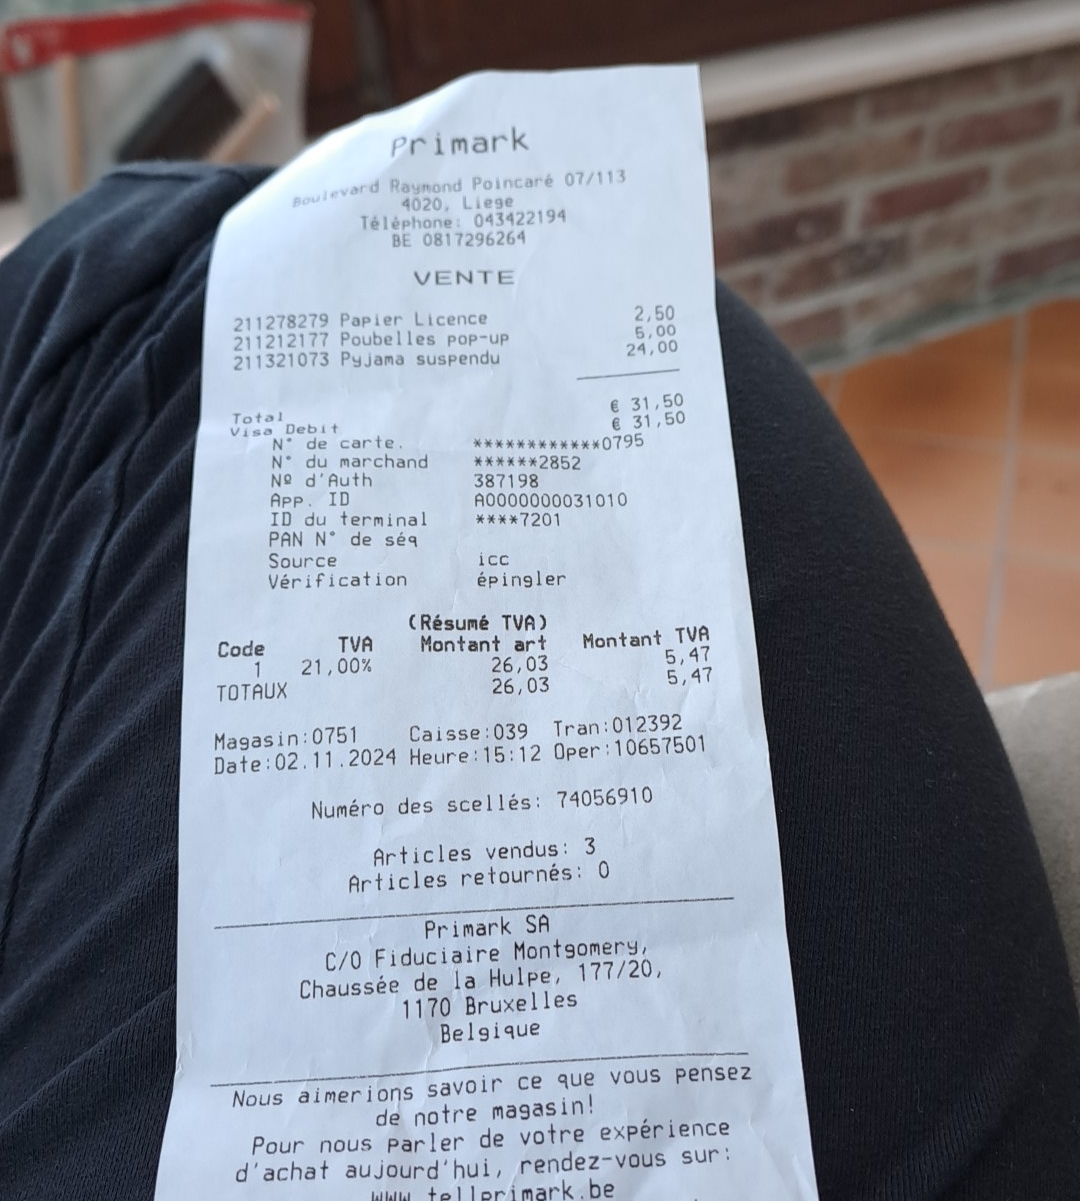 Primark
Boulevard Raymond Poincaré 07/113
4020, Liege
Téléphone: 043422194
BE 0817296264
VENTE
211278279 Papier Licence 2,50
211212177 Poubelles pop-up 5,00
211321073 Pyjama suspendu 24,00
Total € 31,50
Visa Debit € 31,50
N° de carte. ************0795
N° du marchand ******2852
Nº d'Auth 387198
App. ID A0000000031010
ID du terminal ****7201
PAN N° de séq
Source icc
Vérification épingler
(Résumé TVA)
Code TVA Montant art Montant TVA
1 21,00% 26,03 5,47
TOTAUX 26,03 5,47
Magasin:0751 Caisse:039 Tran:012392
Date:02.11.2024 Heure:15:12 Oper:10657501
Numéro des scellés: 74056910
Articles vendus: 3
Articles retournés: 0
Primark SA
C/O Fiduciaire Montgomery,
Chaussée de la Hulpe, 177/20,
1170 Bruxelles
Belgique
Nous aimerions savoir ce que vous pensez
de notre magasin!
Pour nous parler de votre expérience
d'achat aujourd'hui, rendez-vous sur:
www.tellprimark.be